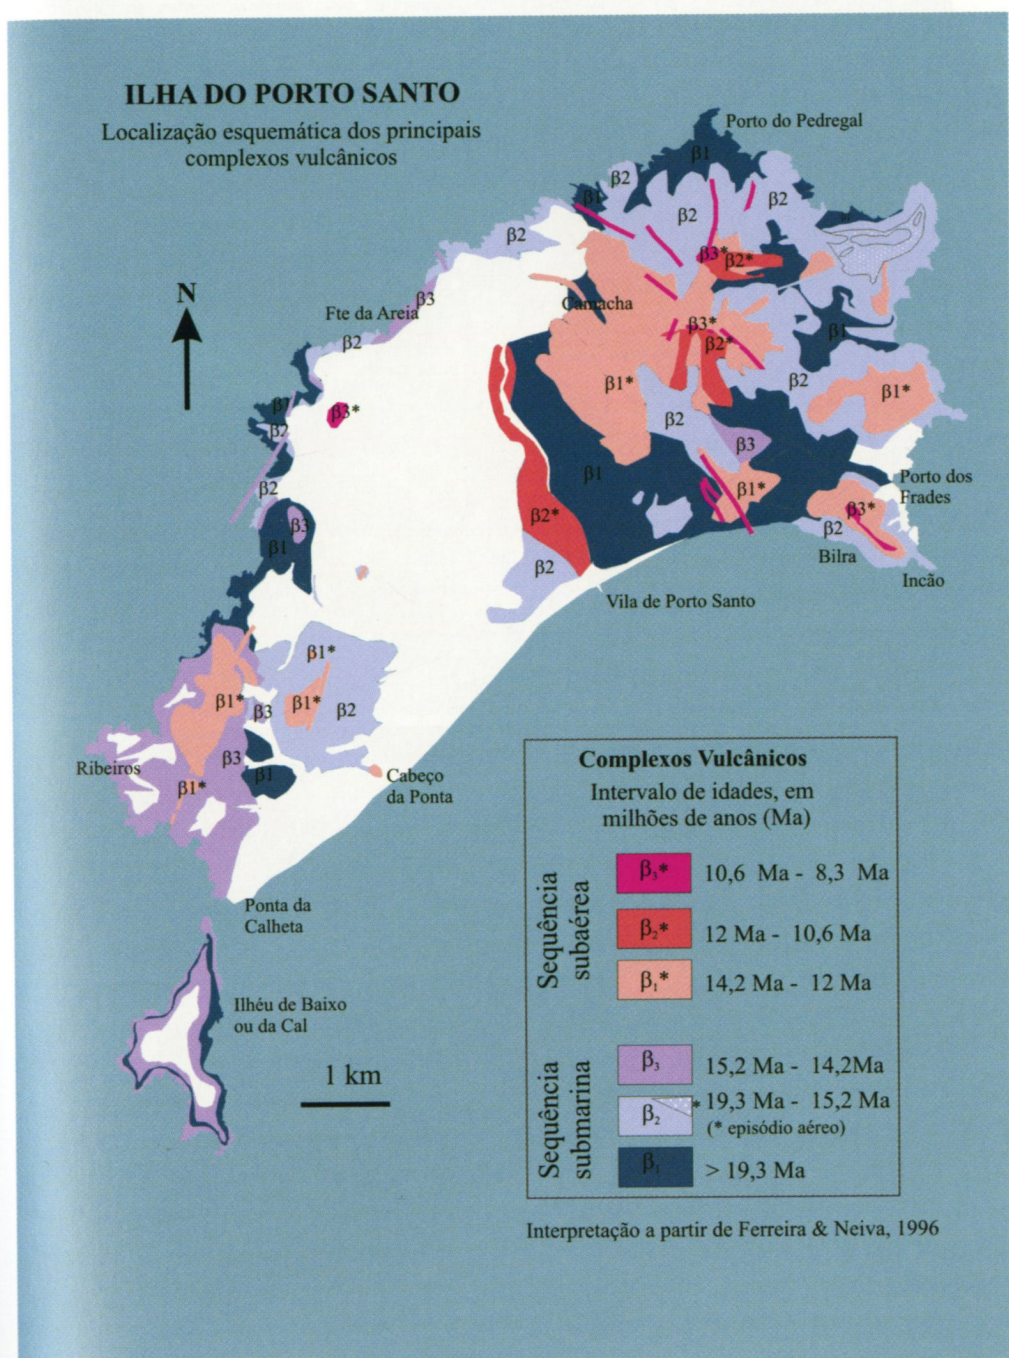 ILHA DO PORTO SANTO
Localização esquemática dos principais
complexos vulcânicos
Porto do Pedregal
β1
β2
β1
β2
β2
β2
β3*
β2*
N
β3
Fte da Areia
Camacha
β2
β3*
β2*
β1
β1*
β2
β1*
β1
β3*
β2
β2
β3
β1
β2
β1*
Porto dos
Frades
β3
β2*
β3*
β2
β1
Bilra
β2
Incão
Vila de Porto Santo
β1*
β1*
β1*
β3
β2
β3
Ribeiros
β1
β1*
Cabeço
da Ponta
Ponta da
Calheta
Ilhéu de Baixo
ou da Cal
1 km
Complexos Vulcânicos
Intervalo de idades, em
milhões de anos (Ma)
Sequência
subaérea
β₃* 10,6 Ma - 8,3 Ma
β₂* 12 Ma - 10,6 Ma
β₁* 14,2 Ma - 12 Ma
Sequência
submarina
β₃ 15,2 Ma - 14,2Ma
β₂ * 19,3 Ma - 15,2 Ma
(* episódio aéreo)
β₁ > 19,3 Ma
Interpretação a partir de Ferreira & Neiva, 1996